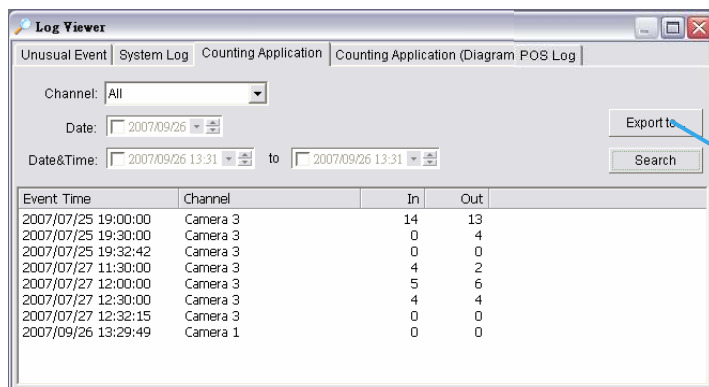 Log Viewer
Unusual Event System Log Counting Application Counting Application (Diagram POS Log
Channel: All
Date: 2007/09/26
Export to...
Date&Time: 2007/09/26 13:31 to 2007/09/26 13:31
Search
Event Time Channel In Out
2007/07/25 19:00:00 Camera 3 14 13
2007/07/25 19:30:00 Camera 3 0 4
2007/07/25 19:32:42 Camera 3 0 0
2007/07/27 11:30:00 Camera 3 4 2
2007/07/27 12:00:00 Camera 3 5 6
2007/07/27 12:30:00 Camera 3 4 4
2007/07/27 12:32:15 Camera 3 0 0
2007/09/26 13:29:49 Camera 1 0 0